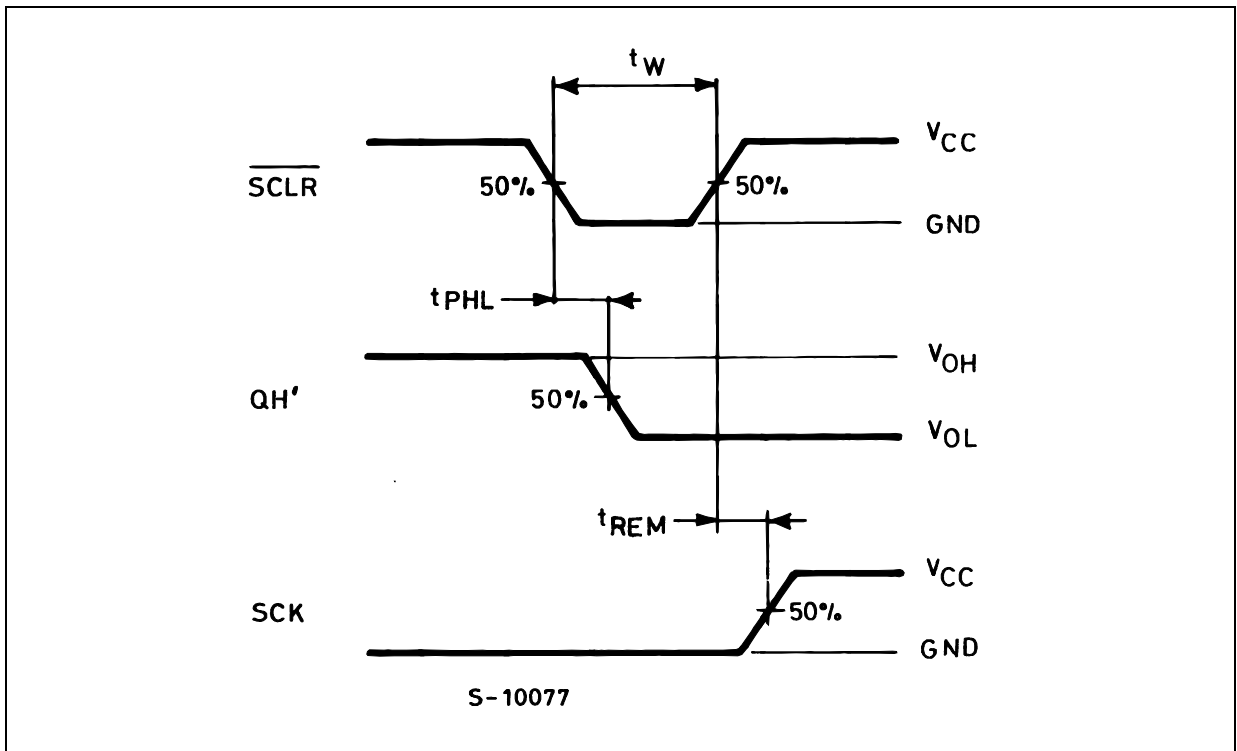 tW
VCC
SCLR
50%
50%
GND
tPHL
VOH
QH'
50%
VOL
tREM
VCC
SCK
50%
GND
S-10077